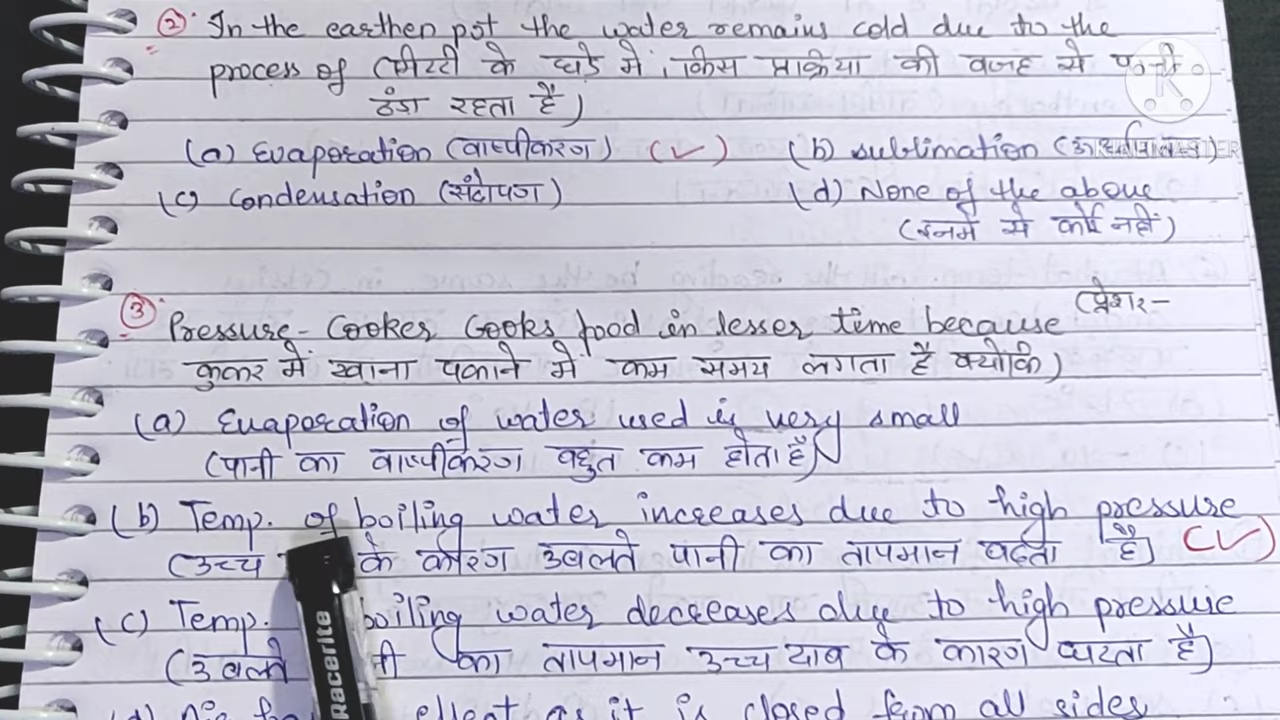 ② In the earthen pot the water remains cold due to the
process of (मिटटी के घड़े में, किस प्रक्रिया की वजह से पानी
ठंडा रहता है)
(a) Evaporation (वाष्पीकरण) (✓) (b) sublimation
(c) Condensation (d) None of the above
(इनमें से कोई नहीं)
③ Pressure-Cooker Cooks food in lesser time because (प्रेशर-
कुकर में खाना पकाने में कम समय लगता है क्योकि)
(a) Evaporation of water used is very small
(पानी का वाष्पीकरण बहुत कम होता है)
(b) Temp. of boiling water increases due to high pressure
(उच्च के कारण उबलते पानी का तापमान बढ़ता है) (✓)
(c) Temp. boiling water decreases due to high pressure
(उबलते का तापमान उच्च दाब के कारण घटता है)
as it is closed from all sides